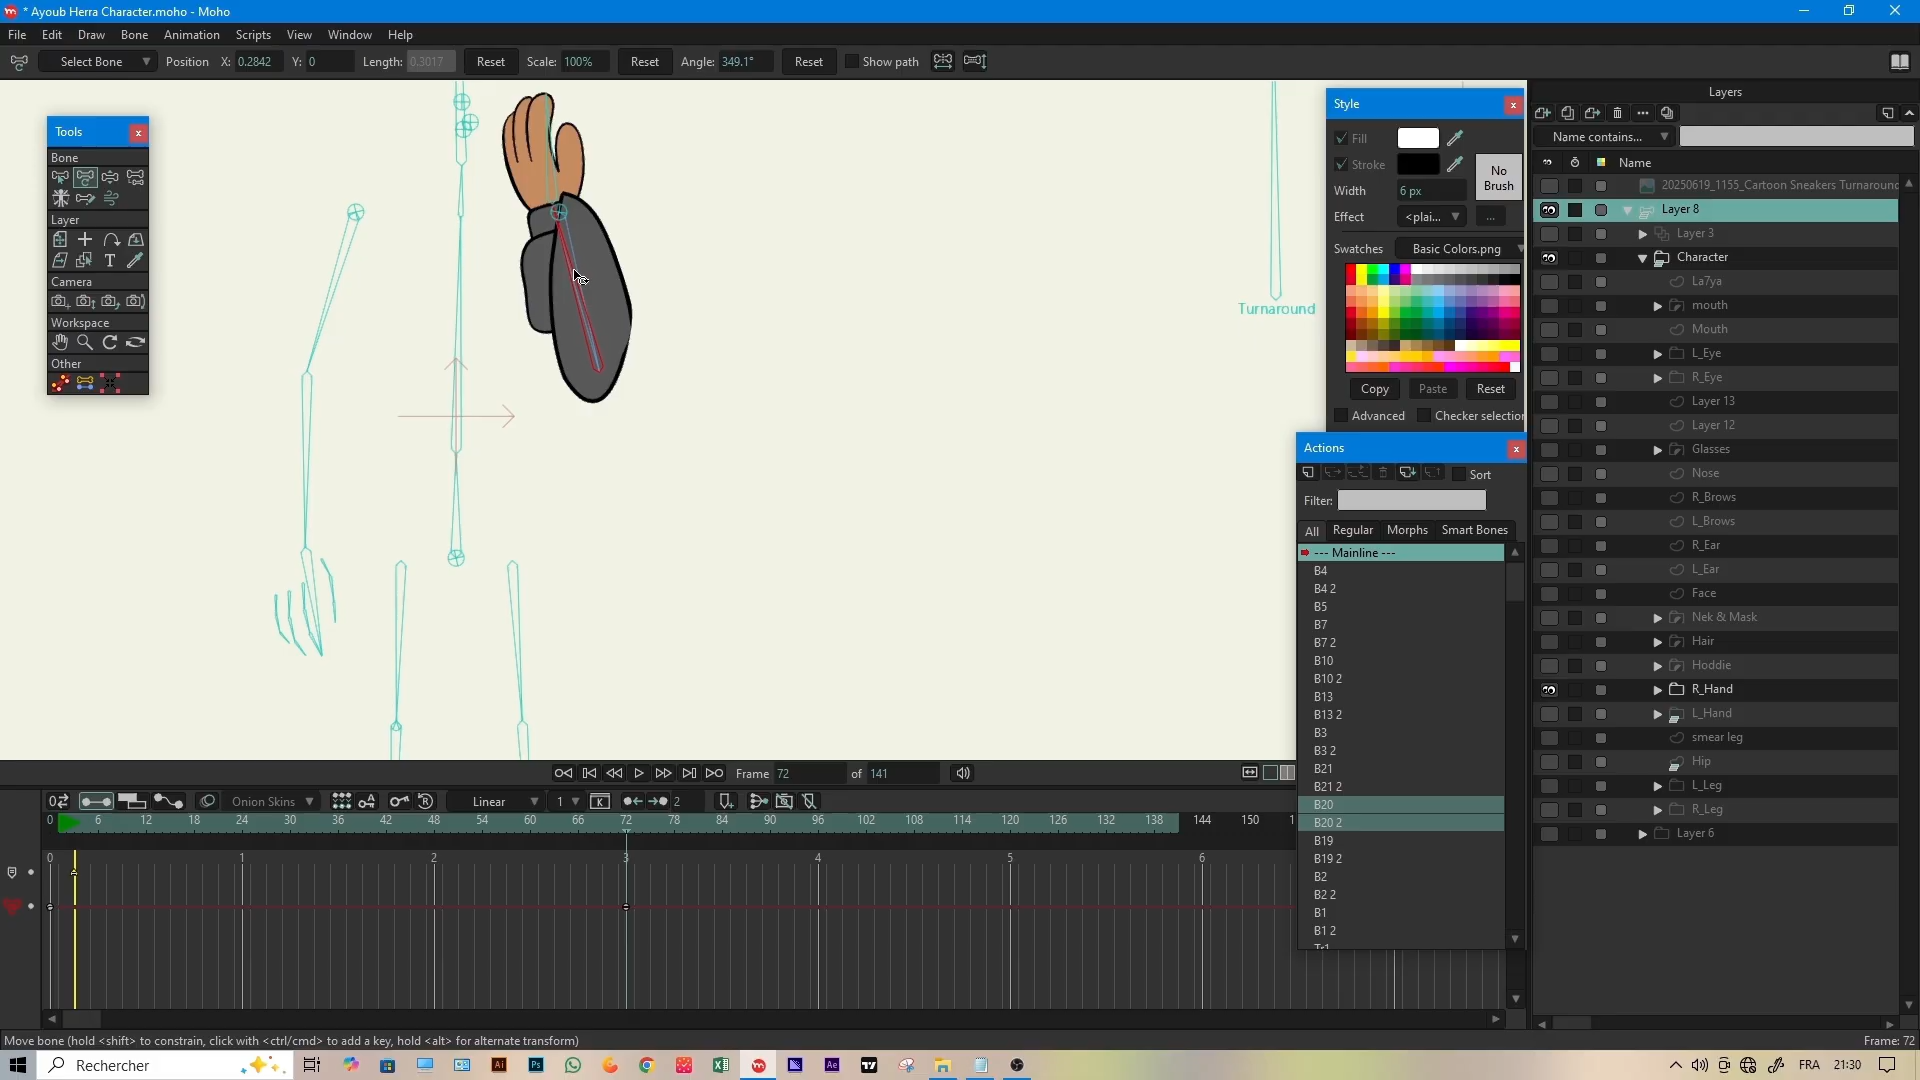 * Ayoub Herra Character.moho - Moho
File Edit Draw Bone Animation Scripts View Window Help
Select Bone Position X: 0.2842 Y: 0 Length: 0.3017 Reset Scale: 100% Reset Angle: 349.1° Reset Show path
Tools
Bone
Layer
Camera
Workspace
Other
Turnaround
Style
Fill
Stroke
No Brush
Width 6 px
Effect <plai... ...
Swatches Basic Colors.png
Copy Paste Reset
Advanced Checker selection
Actions
Sort
Filter:
All Regular Morphs Smart Bones
--- Mainline ---
B4
B4 2
B5
B7
B7 2
B10
B10 2
B13
B13 2
B3
B3 2
B21
B21 2
B20
B20 2
B19
B19 2
B2
B2 2
B1
B1 2
Tr1
Layers
Name contains...
Name
20250619_1155_Cartoon Sneakers Turnaround
Layer 8
Layer 3
Character
La7ya
mouth
Mouth
L_Eye
R_Eye
Layer 13
Layer 12
Glasses
Nose
R_Brows
L_Brows
R_Ear
L_Ear
Face
Nek & Mask
Hair
Hoddie
R_Hand
L_Hand
smear leg
Hip
L_Leg
R_Leg
Layer 6
Frame 72 of 141
Onion Skins Linear 1 2
0 6 12 18 24 30 36 42 48 54 60 66 72 78 84 90 96 102 108 114 120 126 132 138 144 150
0 1 2 3 4 5 6
Move bone (hold <shift> to constrain, click with <ctrl/cmd> to add a key, hold <alt> for alternate transform)
Frame: 72
Rechercher
FRA 21:30